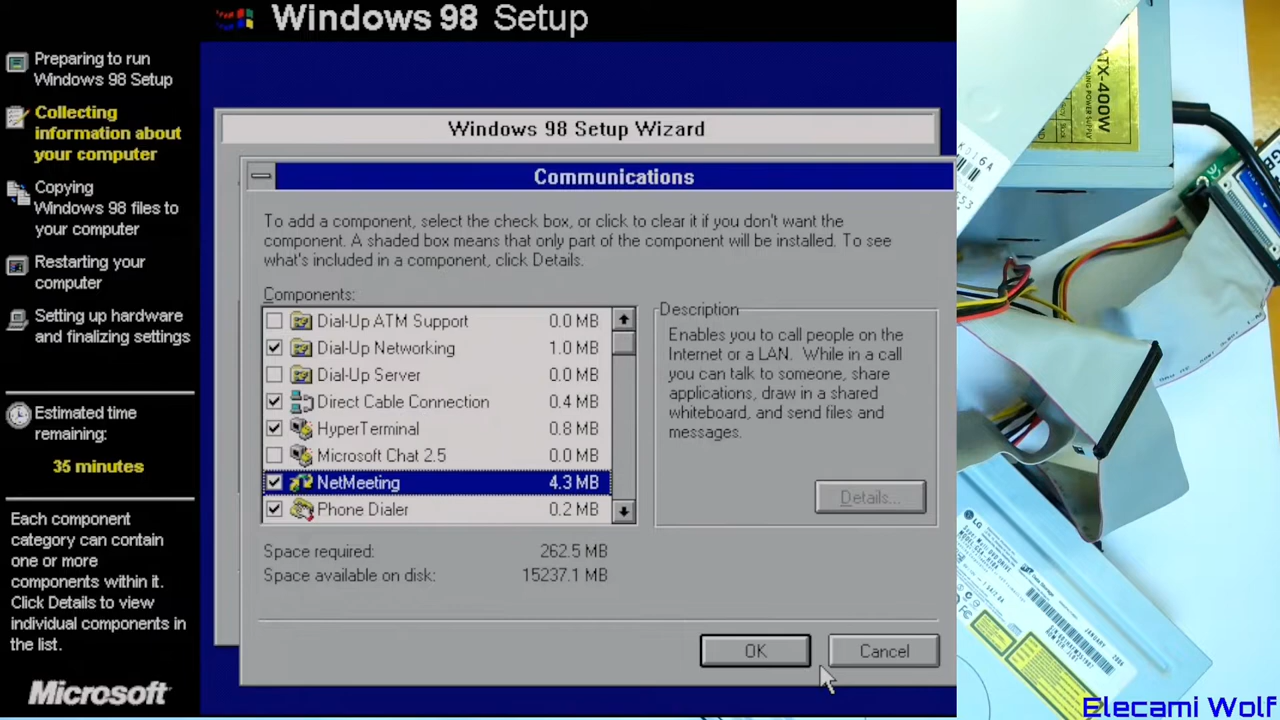 Windows 98 Setup
Preparing to run
Windows 98 Setup
Collecting
information about
your computer
Copying
Windows 98 files to
your computer
Restarting your
computer
Setting up hardware
and finalizing settings
Estimated time
remaining:
35 minutes
Each component
category can contain
one or more
components within it.
Click Details to view
individual components in
the list.
Microsoft
Windows 98 Setup Wizard
Communications
To add a component, select the check box, or click to clear it if you don't want the
component. A shaded box means that only part of the component will be installed. To see
what's included in a component, click Details.
Components:
Dial-Up ATM Support 0.0 MB
Dial-Up Networking 1.0 MB
Dial-Up Server 0.0 MB
Direct Cable Connection 0.4 MB
HyperTerminal 0.8 MB
Microsoft Chat 2.5 0.0 MB
NetMeeting 4.3 MB
Phone Dialer 0.2 MB
Description
Enables you to call people on the
Internet or a LAN. While in a call
you can talk to someone, share
applications, draw in a shared
whiteboard, and send files and
messages.
Details...
Space required: 262.5 MB
Space available on disk: 15237.1 MB
OK
Cancel
ATX-400W
LG
JANUARY 2006
Elecami Wolf